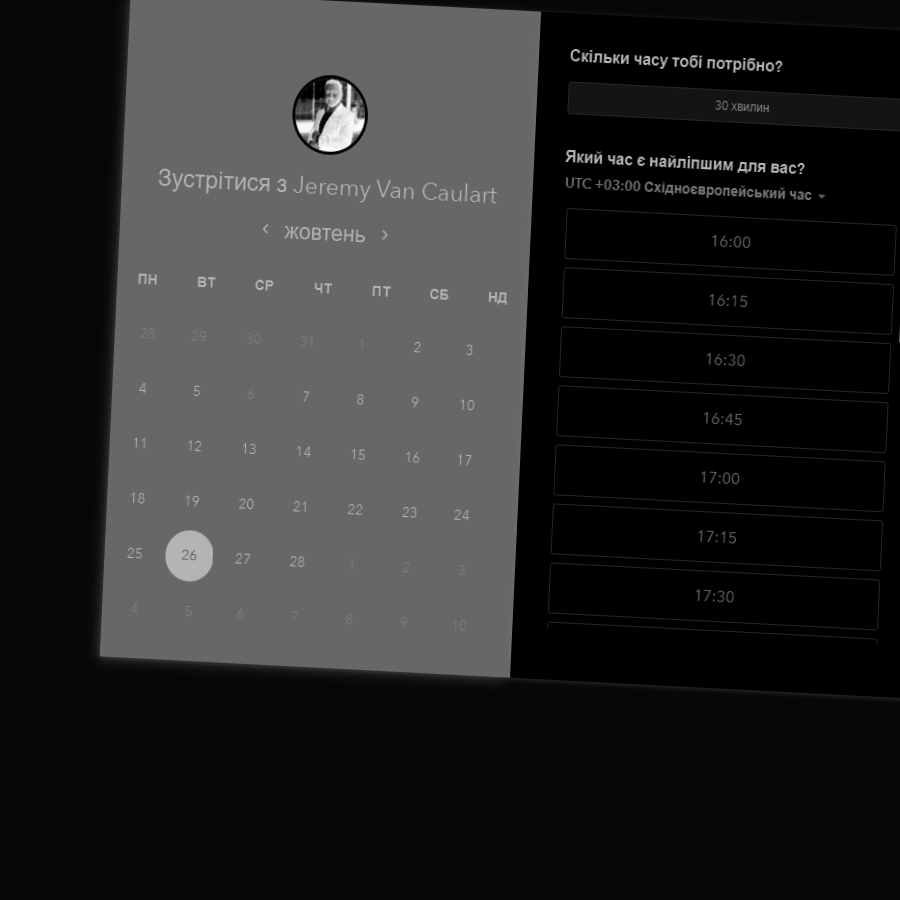 Зустрітися з Jeremy Van Caulart
‹ жовтень ›
ПН ВТ СР ЧТ ПТ СБ НД
28 29 30 31 1 2 3
4 5 6 7 8 9 10
11 12 13 14 15 16 17
18 19 20 21 22 23 24
25 26 27 28 1 2 3
4 5 6 7 8 9 10
Скільки часу тобі потрібно?
30 хвилин
Який час є найліпшим для вас?
UTC +03:00 Східноєвропейський час
16:00
16:15
16:30
16:45
17:00
17:15
17:30